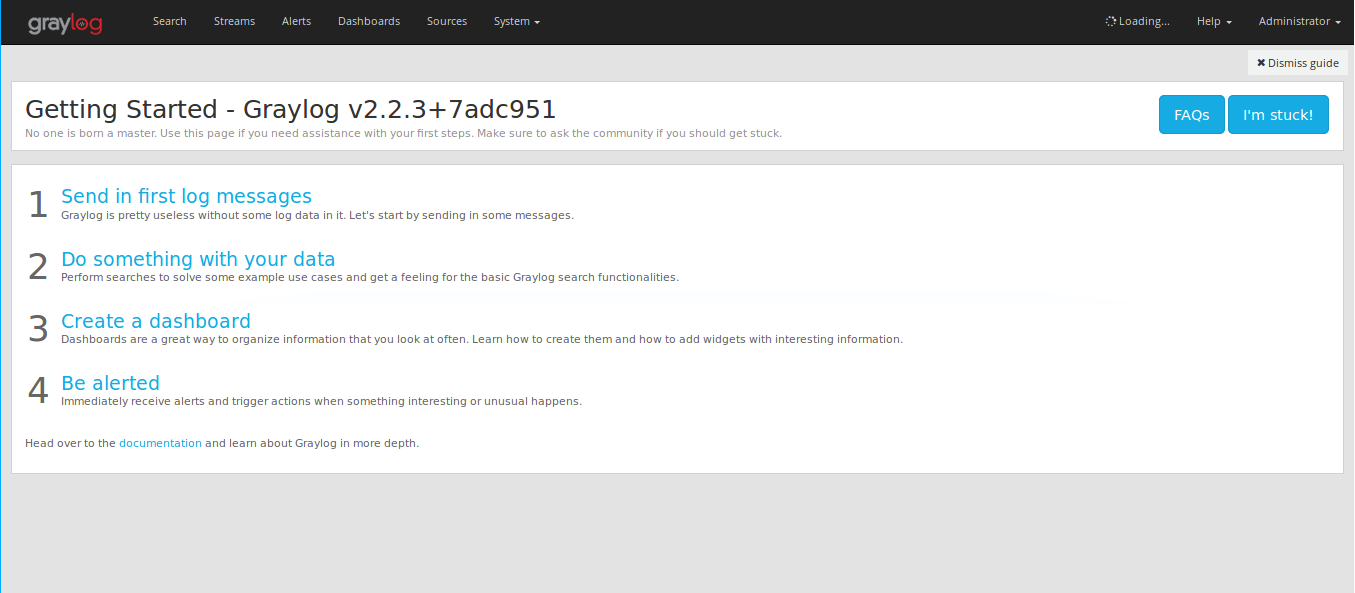 graylog Search Streams Alerts Dashboards Sources System Loading... Help Administrator
✖ Dismiss guide
Getting Started - Graylog v2.2.3+7adc951
No one is born a master. Use this page if you need assistance with your first steps. Make sure to ask the community if you should get stuck.
FAQs I'm stuck!
1 Send in first log messages
Graylog is pretty useless without some log data in it. Let's start by sending in some messages.
2 Do something with your data
Perform searches to solve some example use cases and get a feeling for the basic Graylog search functionalities.
3 Create a dashboard
Dashboards are a great way to organize information that you look at often. Learn how to create them and how to add widgets with interesting information.
4 Be alerted
Immediately receive alerts and trigger actions when something interesting or unusual happens.
Head over to the documentation and learn about Graylog in more depth.